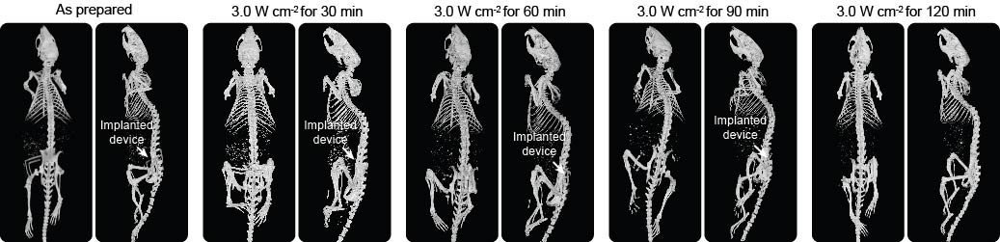 As prepared
3.0 W cm-2 for 30 min
3.0 W cm-2 for 60 min
3.0 W cm-2 for 90 min
3.0 W cm-2 for 120 min
Implanted
device
Implanted
device
Implanted
device
Implanted
device